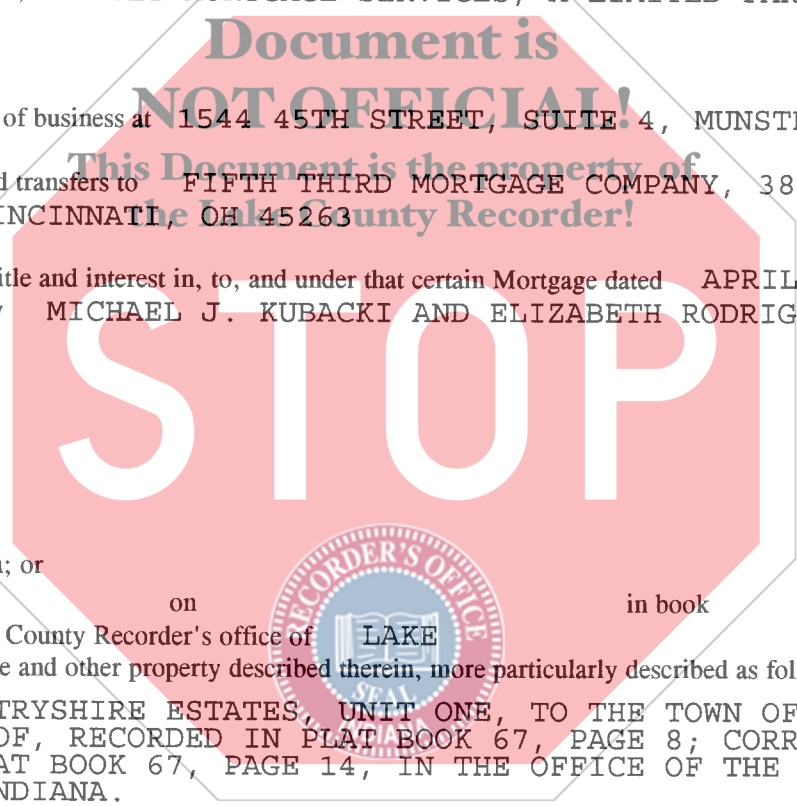 MORTGAGE SERVICES, A LIMITED
Document is
NOT OFFICIAL!
of business at 1544 45TH STREET, SUITE 4, MUNST
This Document is the property of
d transfers to FIFTH THIRD MORTGAGE COMPANY, 38
INCINNATI, OH 45263
the Lake County Recorder!
itle and interest in, to, and under that certain Mortgage dated APRIL
MICHAEL J. KUBACKI AND ELIZABETH RODRIG
STOP
; or
on in book
County Recorder's office of LAKE
e and other property described therein, more particularly described as fol
TRYSHIRE ESTATES, UNIT ONE, TO THE TOWN OF
OF, RECORDED IN PLAT BOOK 67, PAGE 8; CORR
AT BOOK 67, PAGE 14, IN THE OFFICE OF THE
NDIANA.
RECORDER'S OFFICE
SEAL
INDIANA